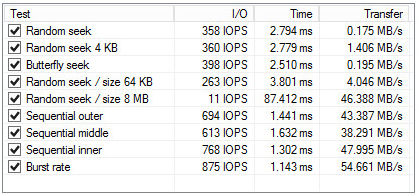 Test I/O Time Transfer
Random seek 358 IOPS 2.794 ms 0.175 MB/s
Random seek 4 KB 360 IOPS 2.779 ms 1.406 MB/s
Butterfly seek 398 IOPS 2.510 ms 0.195 MB/s
Random seek / size 64 KB 263 IOPS 3.801 ms 4.046 MB/s
Random seek / size 8 MB 11 IOPS 87.412 ms 46.388 MB/s
Sequential outer 694 IOPS 1.441 ms 43.387 MB/s
Sequential middle 613 IOPS 1.632 ms 38.291 MB/s
Sequential inner 768 IOPS 1.302 ms 47.995 MB/s
Burst rate 875 IOPS 1.143 ms 54.661 MB/s